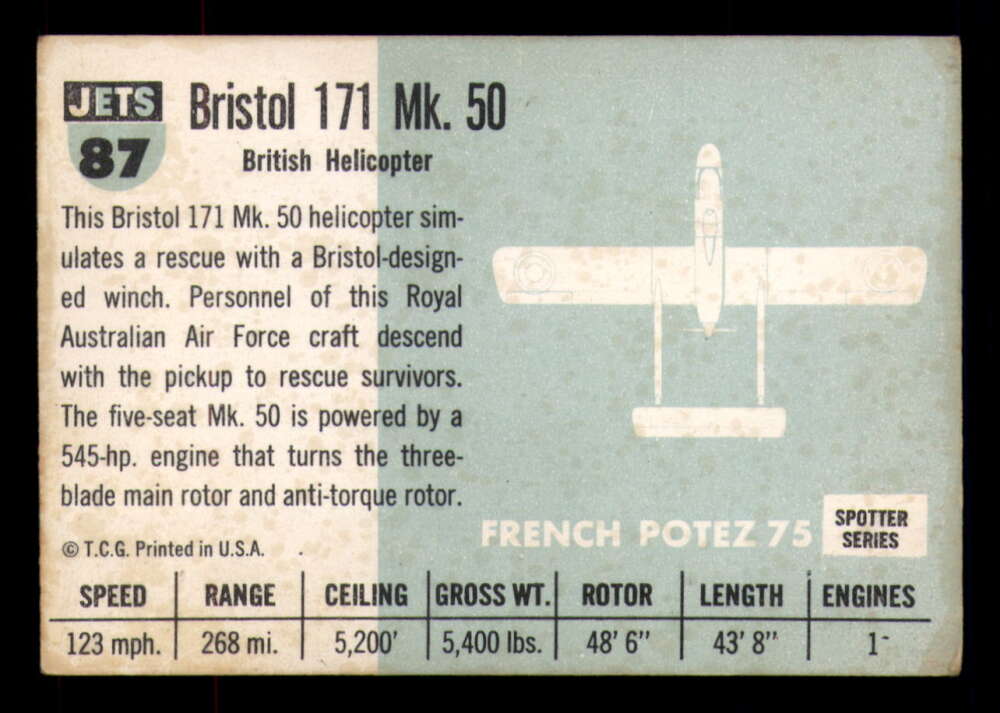 JETS
87
Bristol 171 Mk. 50
British Helicopter
This Bristol 171 Mk. 50 helicopter sim-
ulates a rescue with a Bristol-design-
ed winch. Personnel of this Royal
Australian Air Force craft descend
with the pickup to rescue survivors.
The five-seat Mk. 50 is powered by a
545-hp. engine that turns the three-
blade main rotor and anti-torque rotor.
© T.C.G. Printed in U.S.A.
FRENCH POTEZ 75
SPOTTER
SERIES
SPEED RANGE CEILING GROSS WT. ROTOR LENGTH ENGINES
123 mph. 268 mi. 5,200' 5,400 lbs. 48' 6" 43' 8" 1